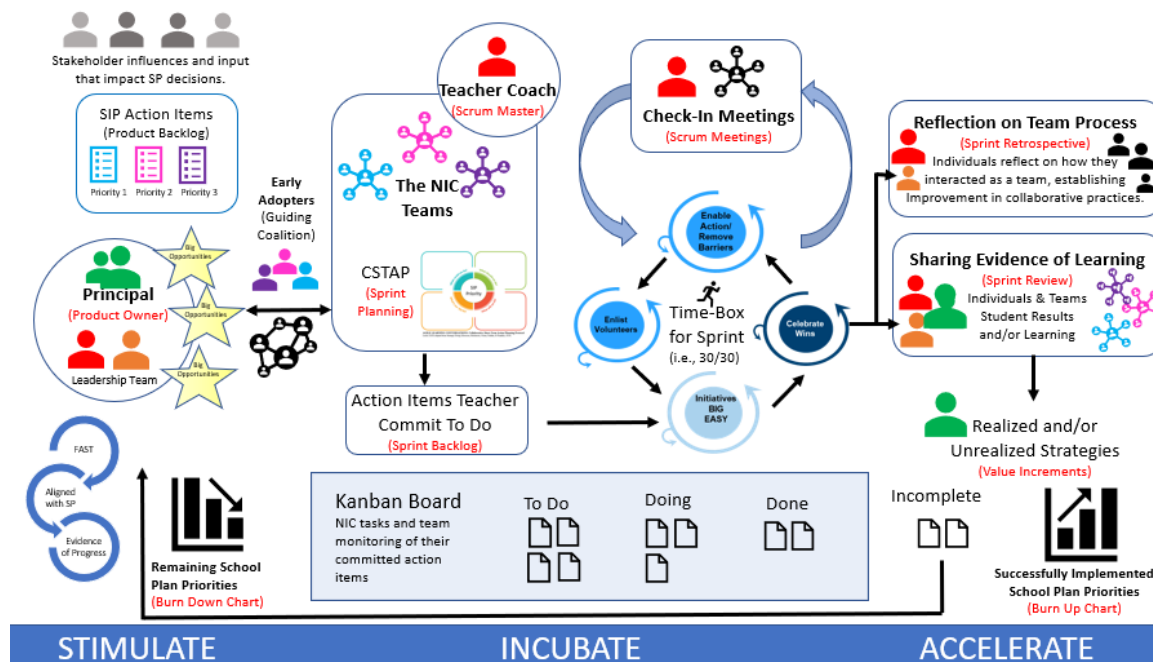 Stakeholder influences and input
that impact SP decisions.
SIP Action Items
(Product Backlog)
Priority 1
Priority 2
Priority 3
Big
Opportunities
Principal
(Product Owner)
Big
Opportunities
Leadership Team
Big
Opportunities
Early
Adopters
(Guiding
Coalition)
Teacher Coach
(Scrum Master)
The NIC
Teams
CSTAP
(Sprint
Planning)
SIP
Priority
Action Items Teacher
Commit To Do
(Sprint Backlog)
Check-In Meetings
(Scrum Meetings)
Enable
Action/
Remove
Barriers
Enlist
Volunteers
Time-Box
for Sprint
(i.e., 30/30)
Celebrate
Wins
Initiatives
BIG
EASY
Reflection on Team Process
(Sprint Retrospective)
Individuals reflect on how they
interacted as a team, establishing
Improvement in collaborative practices.
Sharing Evidence of Learning
(Sprint Review)
Individuals & Teams
Student Results
and/or Learning
Realized and/or
Unrealized Strategies
(Value Increments)
Incomplete
Successfully Implemented
School Plan Priorities
(Burn Up Chart)
FAST
Aligned
with SP
Evidence
of Progress
Remaining School
Plan Priorities
(Burn Down Chart)
Kanban Board
NIC tasks and team
monitoring of their
committed action
items
To Do
Doing
Done
STIMULATE
INCUBATE
ACCELERATE